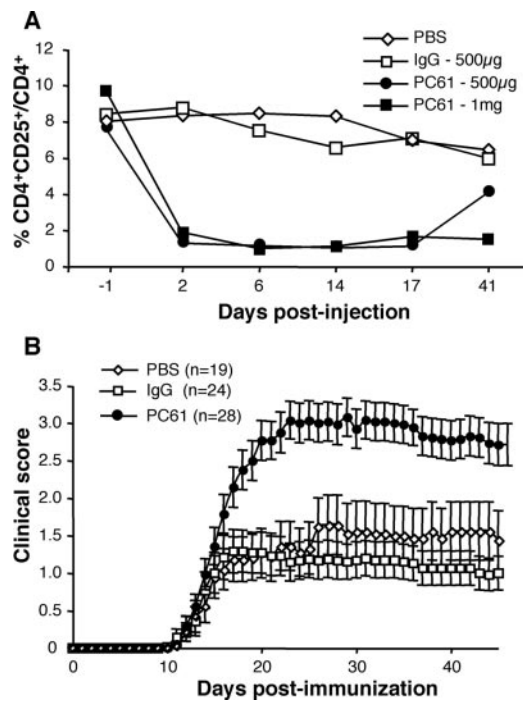 A
PBS
IgG - 500µg
PC61 - 500µg
PC61 - 1mg
% CD4+CD25+/CD4+
12
10
8
6
4
2
0
-1 2 6 14 17 41
Days post-injection
B
PBS (n=19)
IgG (n=24)
PC61 (n=28)
Clinical score
3.5
3.0
2.5
2.0
1.5
1.0
0.5
0
0 10 20 30 40
Days post-immunization